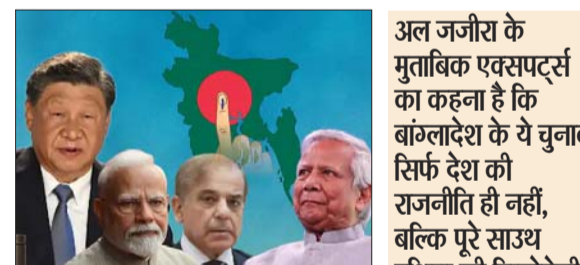 अल जजीरा के
मुताबिक एक्सपर्ट्स
का कहना है कि
बांग्लादेश के ये
सिर्फ देश की
राजनीति ही नहीं,
बल्कि पूरे साउथ